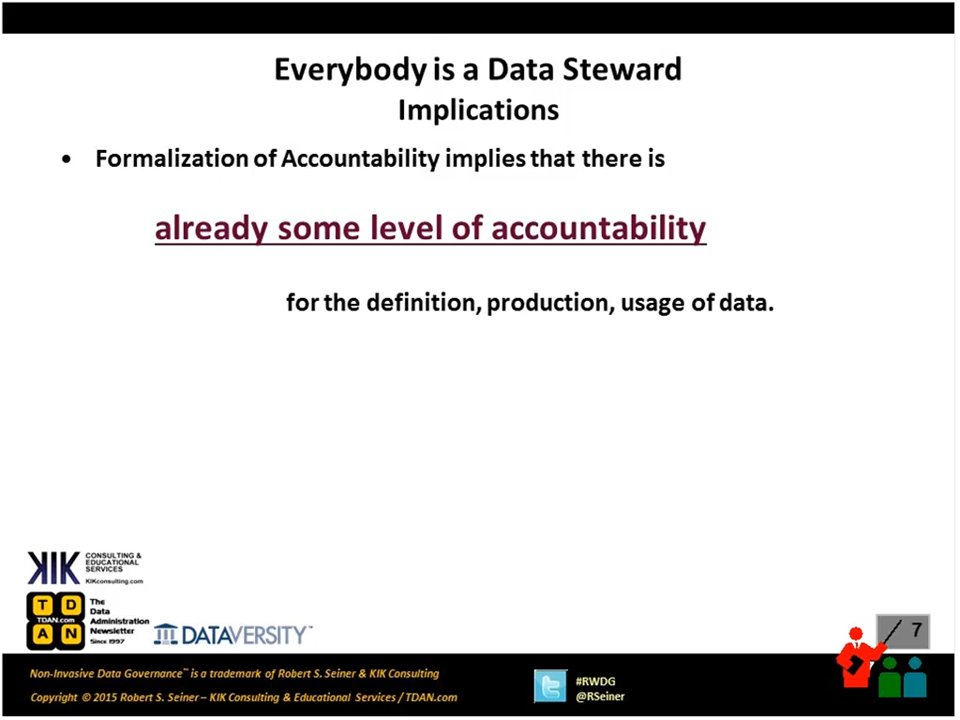 Everybody is a Data Steward
Implications
• Formalization of Accountability implies that there is
already some level of accountability
for the definition, production, usage of data.
KIK
CONSULTING &
EDUCATIONAL
SERVICES
KIKconsulting.com
T D
TDAN.com
A N
The
Data
Administration
Newsletter
Since 1997
DATAVERSITY™
7
Non-Invasive Data Governance™ is a trademark of Robert S. Seiner & KIK Consulting
Copyright © 2015 Robert S. Seiner – KIK Consulting & Educational Services / TDAN.com
#RWDG
@RSeiner